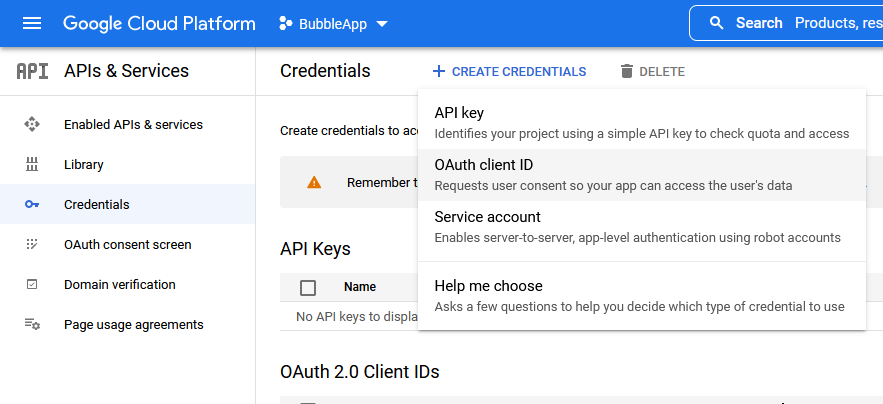 Google Cloud Platform
BubbleApp
Search Products, res
API APIs & Services
Credentials
CREATE CREDENTIALS
DELETE
Enabled APIs & services
Library
Credentials
OAuth consent screen
Domain verification
Page usage agreements
Create credentials to acc
Remember t
API key
Identifies your project using a simple API key to check quota and access
OAuth client ID
Requests user consent so your app can access the user's data
Service account
Enables server-to-server, app-level authentication using robot accounts
Help me choose
Asks a few questions to help you decide which type of credential to use
API Keys
Name
No API keys to displa
OAuth 2.0 Client IDs